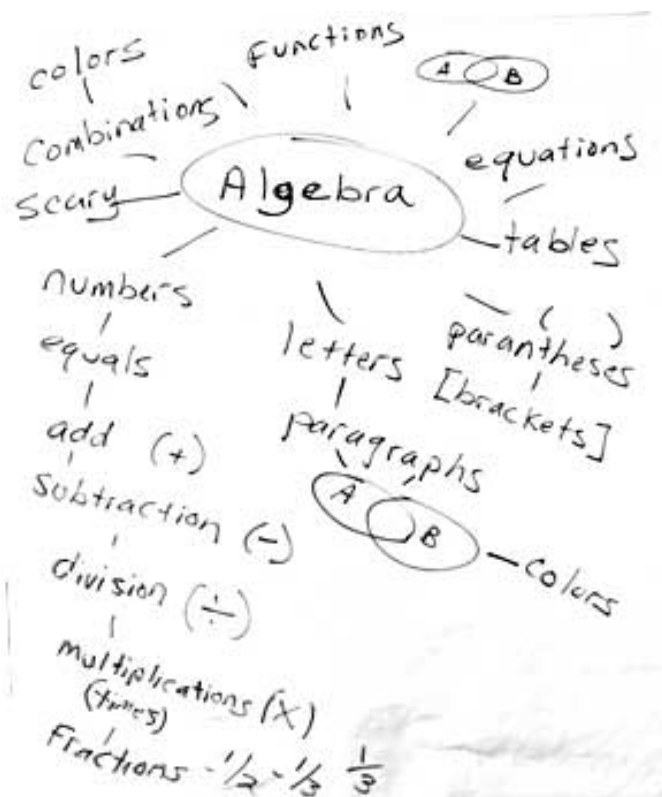 colors
Functions
A B
Combinations
equations
scary
Algebra
tables
numbers
letters
( )
parantheses
equals
[brackets]
add (+)
paragraphs
subtraction (-)
A B
colors
division (÷)
multiplications (x)
(times)
Fractions - 1/2 - 1/3 1/3